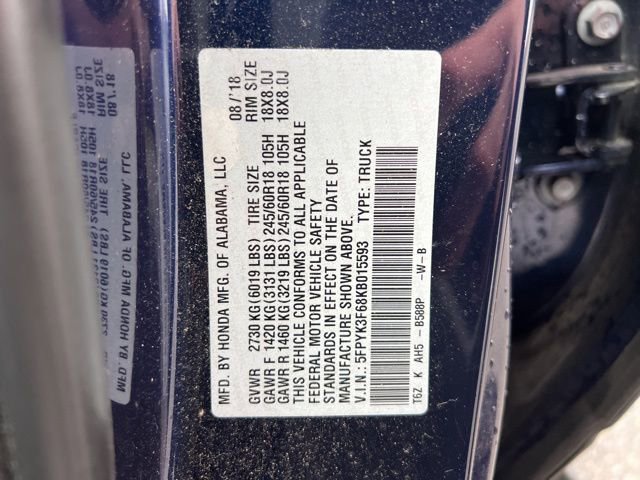 MFD. BY HONDA MFG. OF ALABAMA, LLC 08/'18
GVWR 2730 KG(6019 LBS) TIRE SIZE RIM SIZE
GAWR F 1420 KG(3131 LBS) 245/60R18 105H 18X8.0J
GAWR R 1460 KG(3219 LBS) 245/60R18 105H 18X8.0J
THIS VEHICLE CONFORMS TO ALL APPLICABLE
FEDERAL MOTOR VEHICLE SAFETY
STANDARDS IN EFFECT ON THE DATE OF
MANUFACTURE SHOWN ABOVE.
V.I.N.: 5FPYK3F68KB015593 TYPE: TRUCK
T6Z K AH5 - B588P -W-B